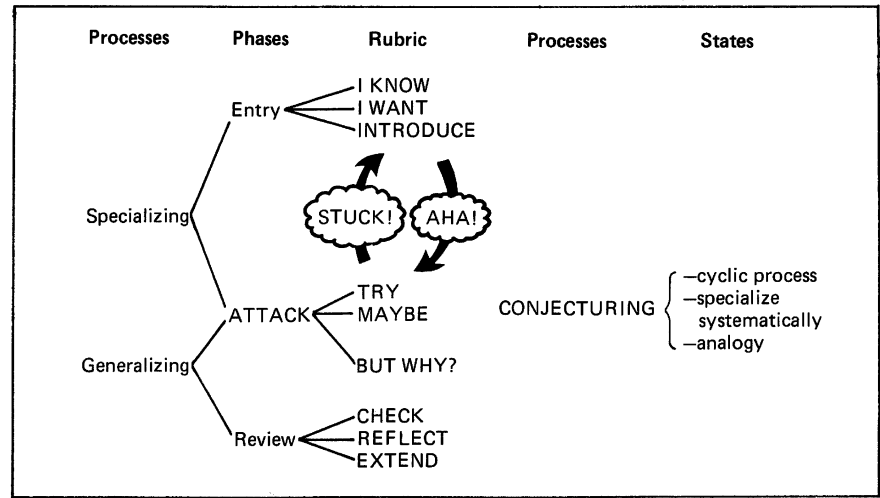 Processes Phases Rubric Processes States
I KNOW
Entry I WANT
INTRODUCE
Specializing STUCK! AHA!
—cyclic process
TRY
ATTACK MAYBE CONJECTURING —specialize
systematically
—analogy
Generalizing BUT WHY?
CHECK
Review REFLECT
EXTEND